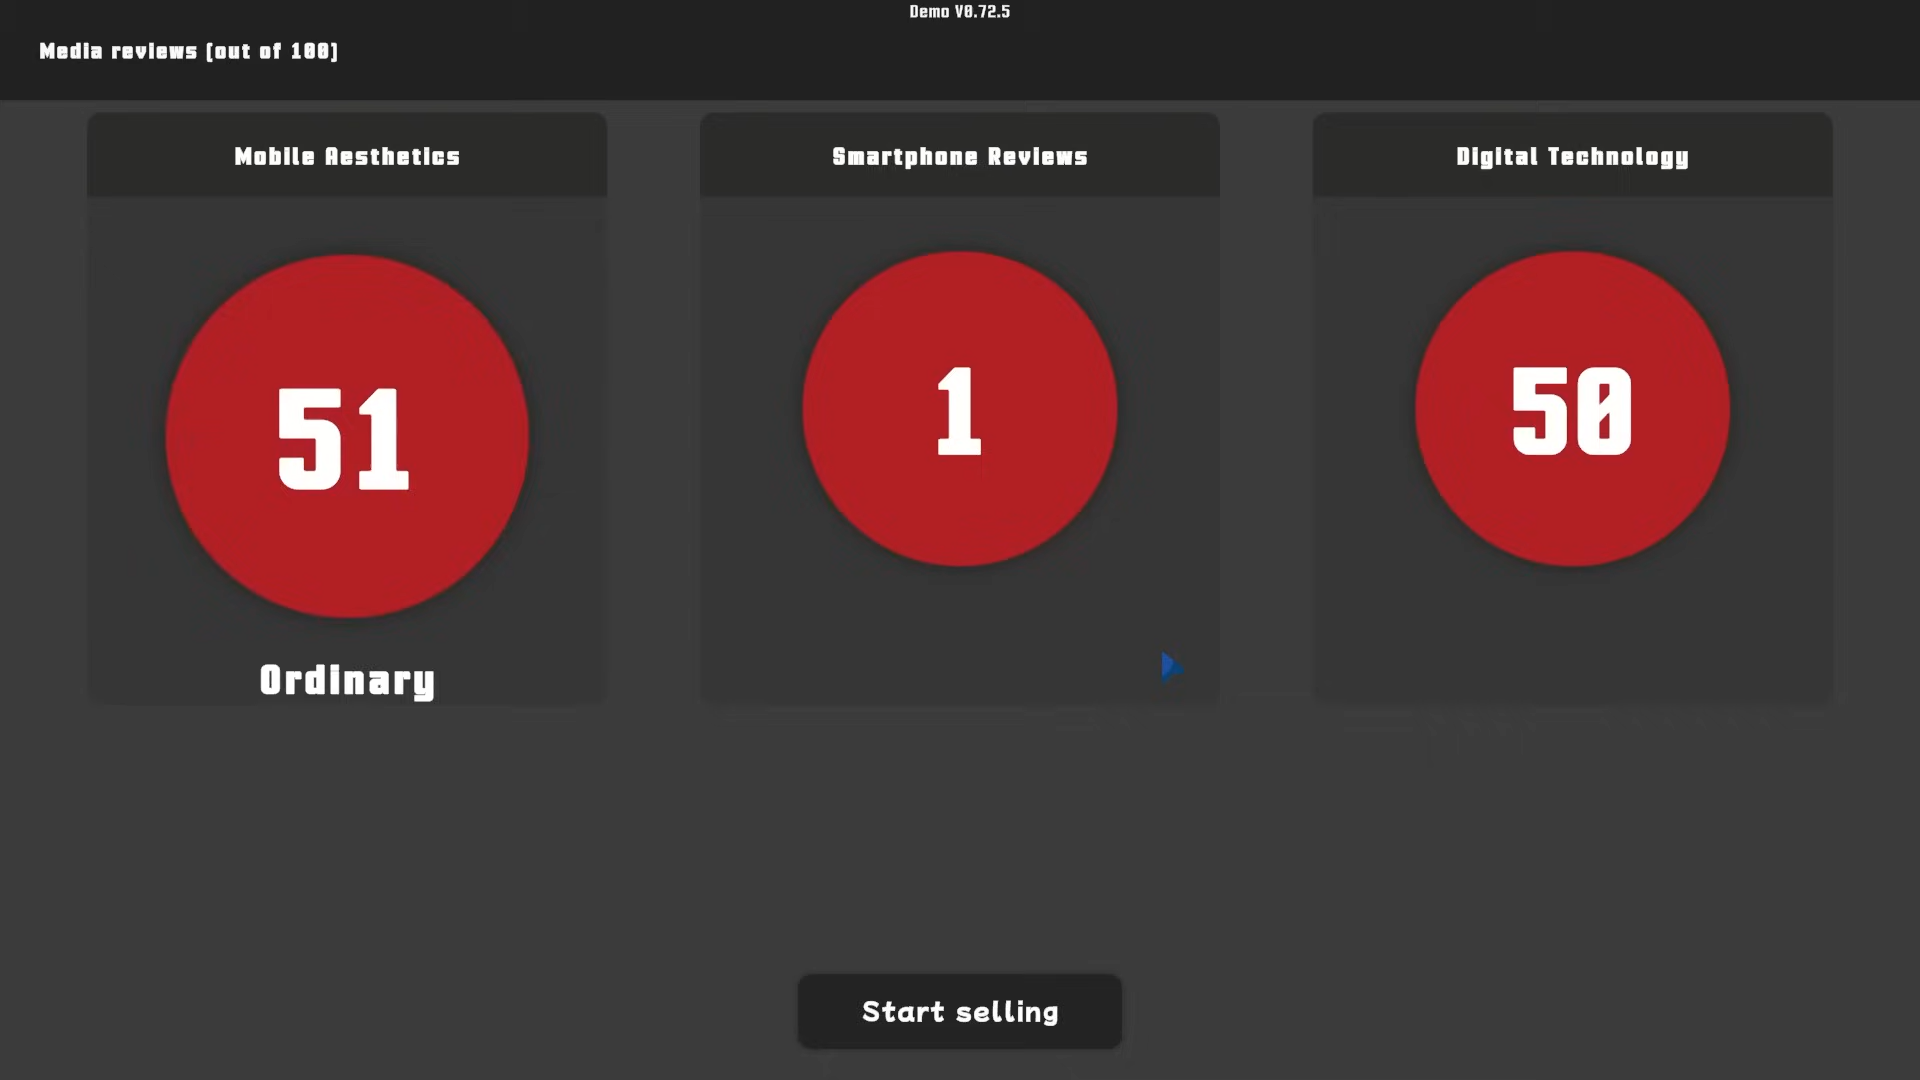 Demo V0.72.5
Media reviews (out of 100)
Mobile Aesthetics
Smartphone Reviews
Digital Technology
51
1
50
Ordinary
Start selling